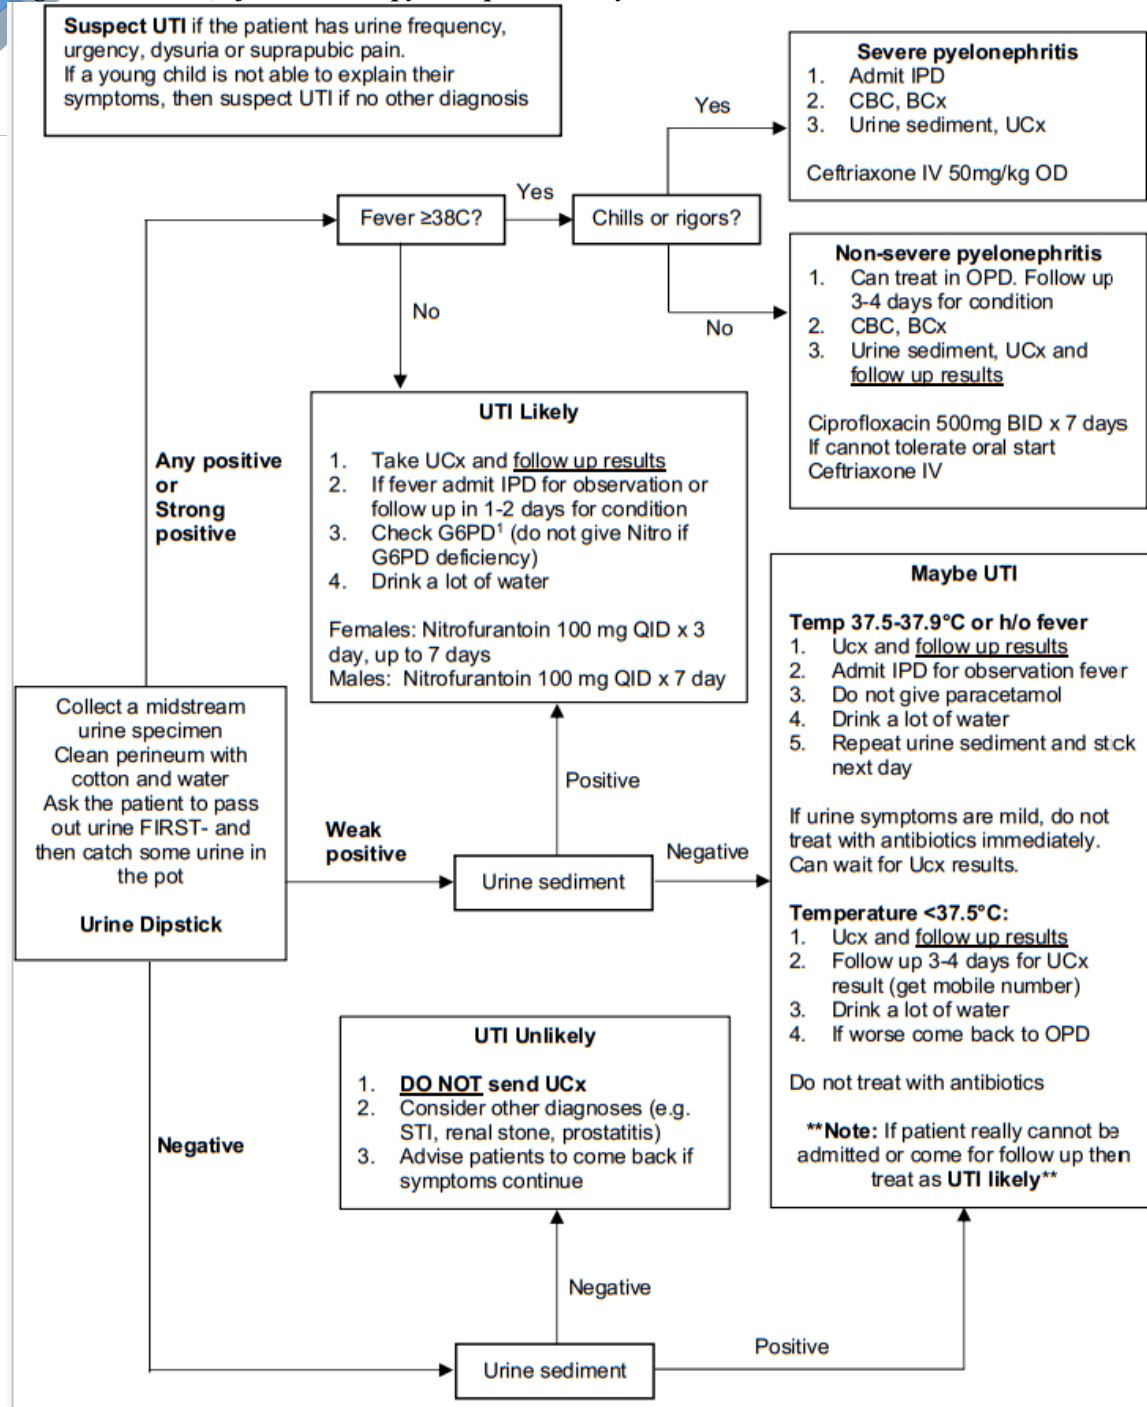 Suspect UTI if the patient has urine frequency,
urgency, dysuria or suprapubic pain.
If a young child is not able to explain their
symptoms, then suspect UTI if no other diagnosis
Severe pyelonephritis
1. Admit IPD
2. CBC, BCx
3. Urine sediment, UCx
Ceftriaxone IV 50mg/kg OD
Yes
Fever ≥38C?
Yes
Chills or rigors?
No
No
Non-severe pyelonephritis
1. Can treat in OPD. Follow up
3-4 days for condition
2. CBC, BCx
3. Urine sediment, UCx and
follow up results
Ciprofloxacin 500mg BID x 7 days
If cannot tolerate oral start
Ceftriaxone IV
Any positive
or
Strong
positive
UTI Likely
1. Take UCx and follow up results
2. If fever admit IPD for observation or
follow up in 1-2 days for condition
3. Check G6PD¹ (do not give Nitro if
G6PD deficiency)
4. Drink a lot of water
Females: Nitrofurantoin 100 mg QID x 3
day, up to 7 days
Males: Nitrofurantoin 100 mg QID x 7 day
Collect a midstream
urine specimen
Clean perineum with
cotton and water
Ask the patient to pass
out urine FIRST- and
then catch some urine in
the pot
Urine Dipstick
Weak
positive
Urine sediment
Positive
Negative
Maybe UTI
Temp 37.5-37.9°C or h/o fever
1. Ucx and follow up results
2. Admit IPD for observation fever
3. Do not give paracetamol
4. Drink a lot of water
5. Repeat urine sediment and stick
next day
If urine symptoms are mild, do not
treat with antibiotics immediately.
Can wait for Ucx results.
Temperature <37.5°C:
1. Ucx and follow up results
2. Follow up 3-4 days for UCx
result (get mobile number)
3. Drink a lot of water
4. If worse come back to OPD
Do not treat with antibiotics
**Note: If patient really cannot be
admitted or come for follow up then
treat as UTI likely**
UTI Unlikely
1. DO NOT send UCx
2. Consider other diagnoses (e.g.
STI, renal stone, prostatitis)
3. Advise patients to come back if
symptoms continue
Negative
Negative
Urine sediment
Positive